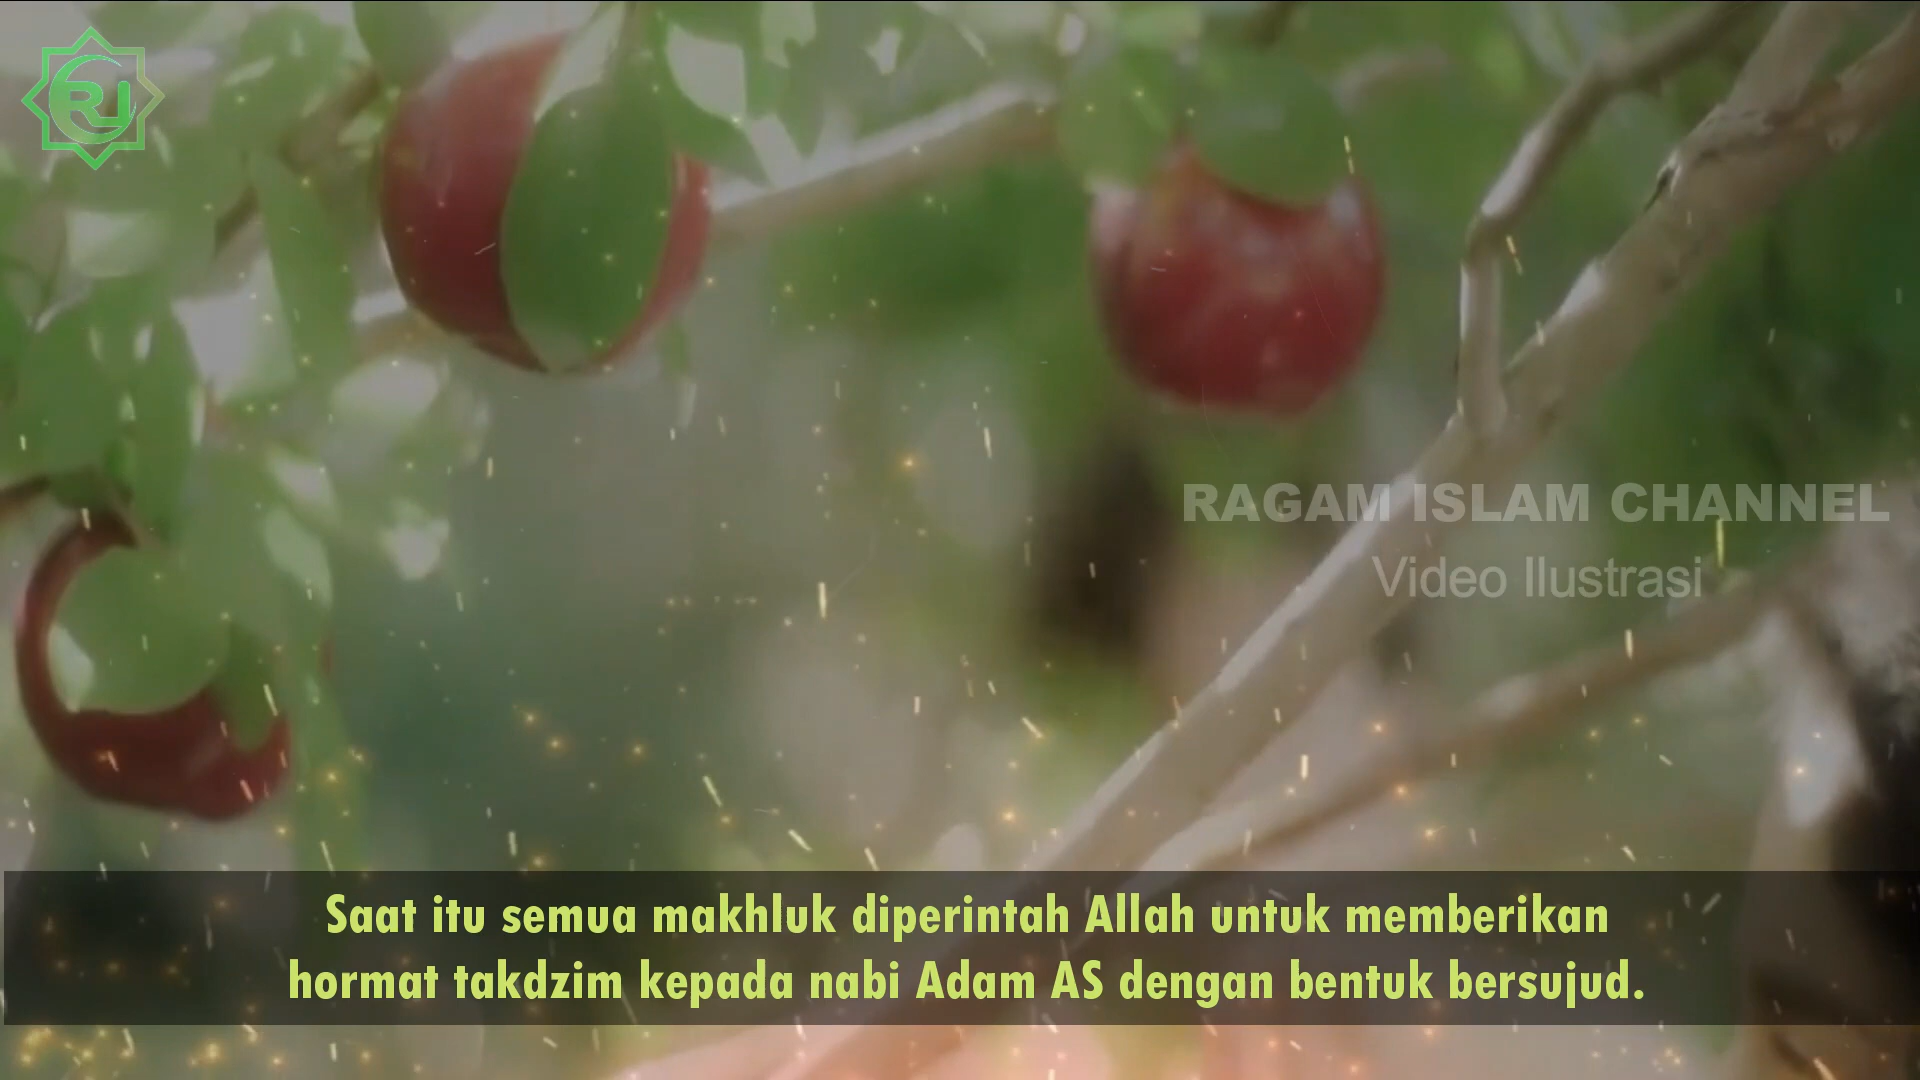 RI
RAGAM ISLAM CHANNEL
Video Ilustrasi
Saat itu semua makhluk diperintah Allah untuk memberikan
hormat takdzim kepada nabi Adam AS dengan bentuk bersujud.